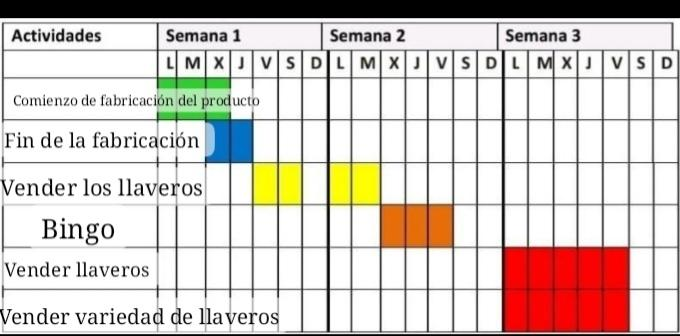 Actividades Semana 1 Semana 2 Semana 3
L M X J V S D L M X J V S D L M X J V S D
Comienzo de fabricación del producto
Fin de la fabricación
Vender los llaveros
Bingo
Vender llaveros
Vender variedad de llaveros